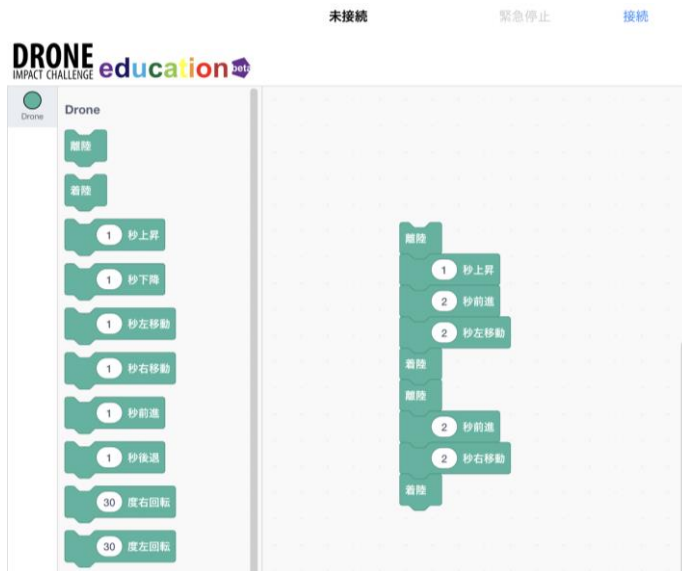 未接続
緊急停止
接続
DRONE
IMPACT CHALLENGE education beta
Drone
Drone
離陸
着陸
1 秒上昇
1 秒下降
1 秒左移動
1 秒右移動
1 秒前進
1 秒後退
30 度右回転
30 度左回転
離陸
1 秒上昇
2 秒前進
2 秒左移動
着陸
離陸
2 秒前進
2 秒右移動
着陸